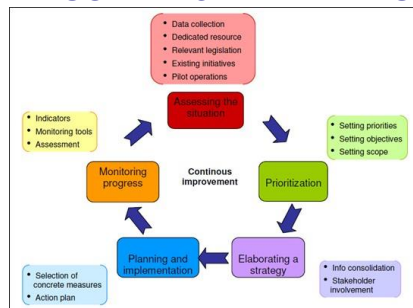 • Data collection
• Dedicated resource
• Relevant legislation
• Existing initiatives
• Pilot operations
Assessing the
situation
• Indicators
• Monitoring tools
• Assessment
• Setting priorities
• Setting objectives
• Setting scope
Monitoring
progress
Continous
improvement
Prioritization
Planning and
implementation
Elaborating a
strategy
• Selection of
concrete measures
• Action plan
• Info consolidation
• Stakeholder
involvement